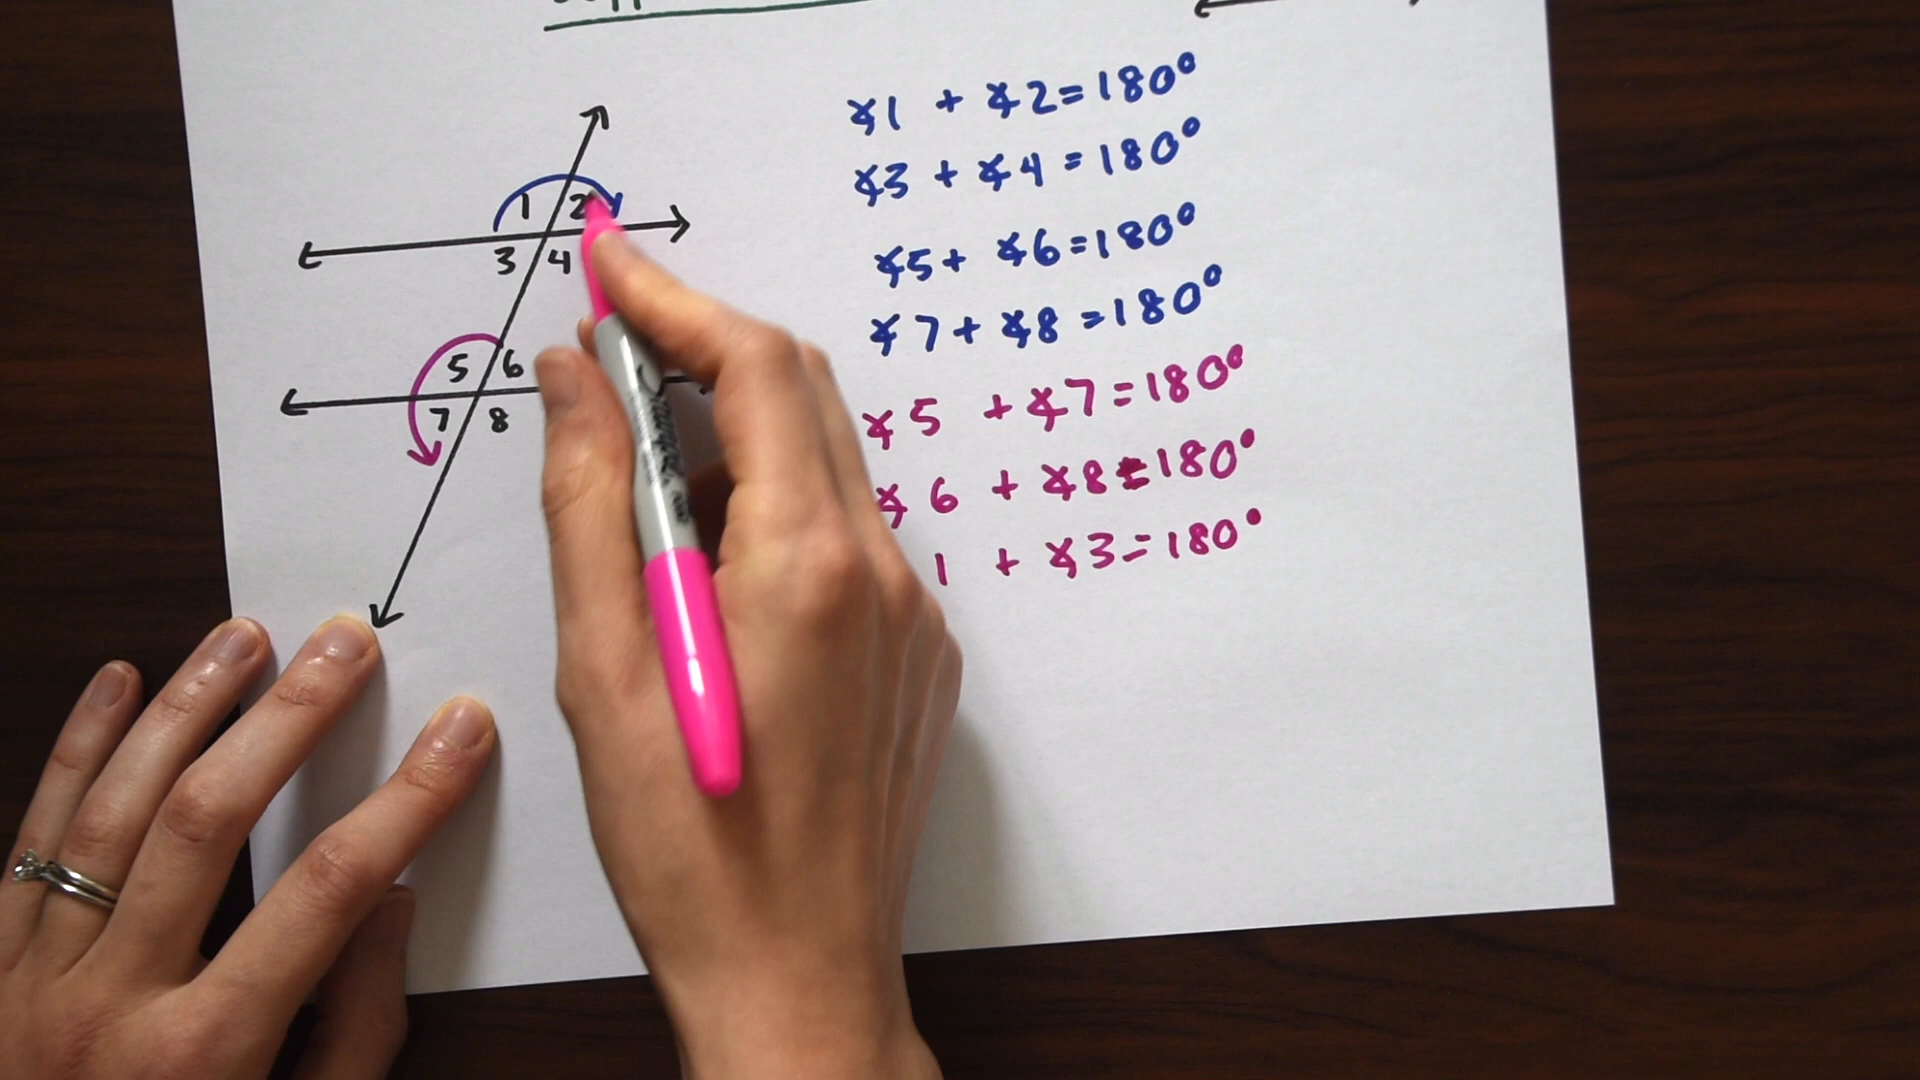 1 2
3 4
5 6
7 8
∡1 + ∡2=180°
∡3 + ∡4=180°
∡5+ ∡6=180°
∡7+ ∡8=180°
∡5 +∡7=180°
∡6 + ∡8=180°
1 + ∡3=180°
Sharpie